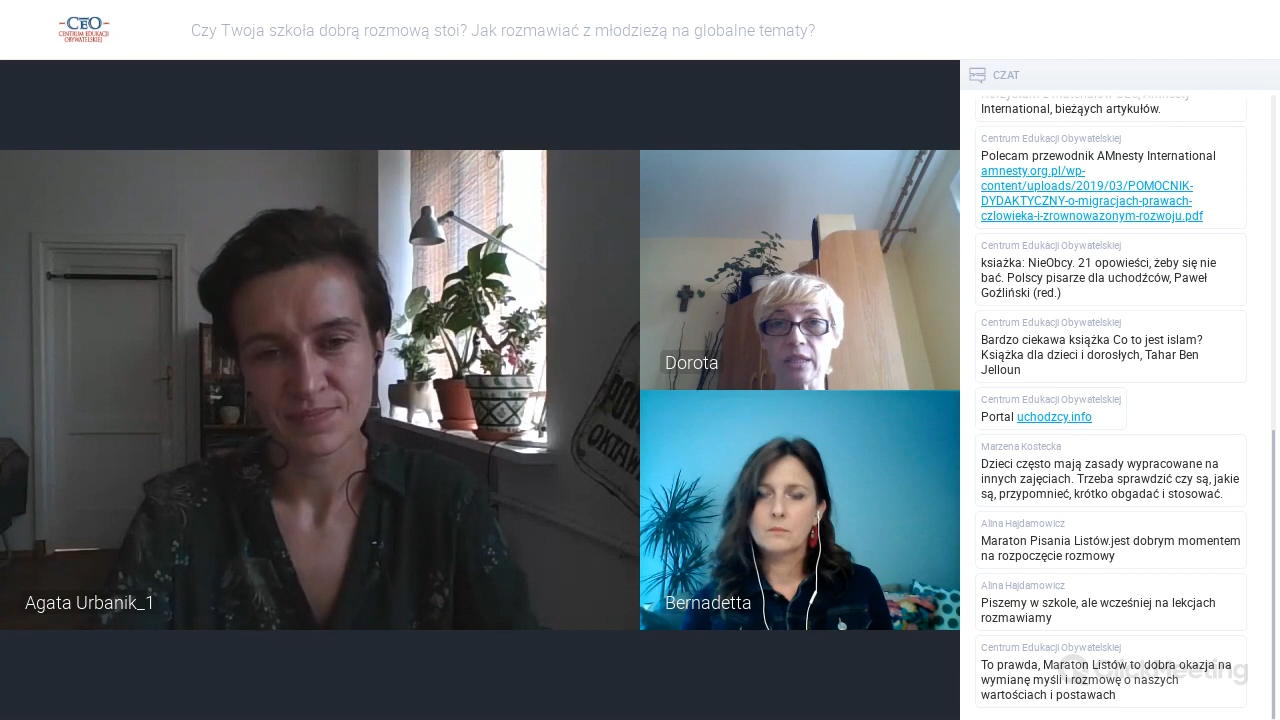 CEO
CENTRUM EDUKACJI
OBYWATELSKIEJ
Czy Twoja szkoła dobrą rozmową stoi? Jak rozmawiać z młodzieżą na globalne tematy?
CZAT
International, bieżąych artykułów.
Centrum Edukacji Obywatelskiej
Polecam przewodnik AMnesty International
amnesty.org.pl/wp-
content/uploads/2019/03/POMOCNIK-
DYDAKTYCZNY-o-migracjach-prawach-
czlowieka-i-zrownowazonym-rozwoju.pdf
Centrum Edukacji Obywatelskiej
ksiażka: NieObcy. 21 opowieści, żeby się nie
bać. Polscy pisarze dla uchodźców, Paweł
Goźliński (red.)
Centrum Edukacji Obywatelskiej
Bardzo ciekawa książka Co to jest islam?
Książka dla dzieci i dorosłych, Tahar Ben
Jelloun
Centrum Edukacji Obywatelskiej
Portal uchodzcy.info
Marzena Kostecka
Dzieci często mają zasady wypracowane na
innych zajęciach. Trzeba sprawdzić czy są, jakie
są, przypomnieć, krótko obgadać i stosować.
Alina Hajdamowicz
Maraton Pisania Listów.jest dobrym momentem
na rozpoczęcie rozmowy
Alina Hajdamowicz
Piszemy w szkole, ale wcześniej na lekcjach
rozmawiamy
Centrum Edukacji Obywatelskiej
To prawda, Maraton Listów to dobra okazja na
wymianę myśli i rozmowę o naszych
wartościach i postawach
ClickMeeting
Agata Urbanik_1
Dorota
Bernadetta